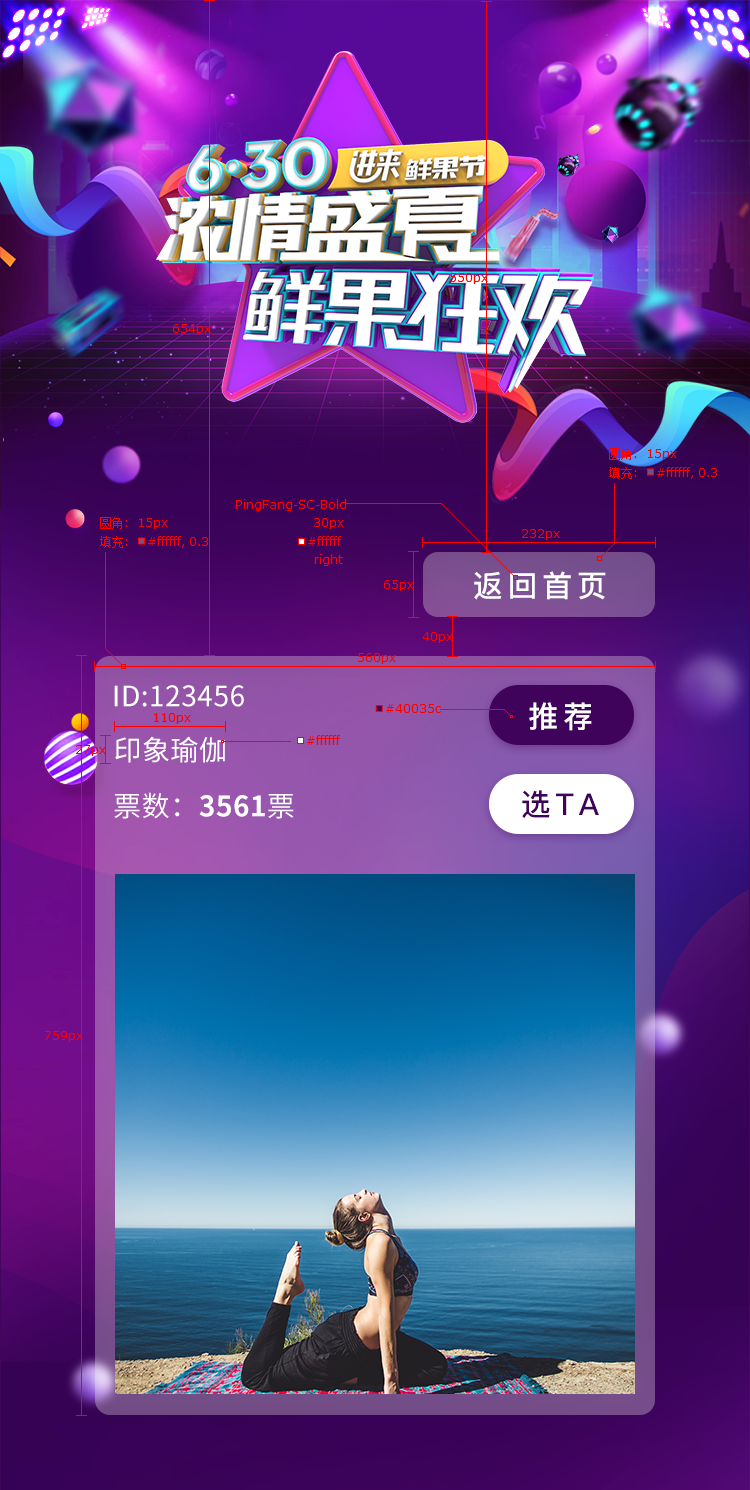 6·30
进来 鲜果节
浓情盛夏
鲜果狂欢
550px
654px
圆角：15px
填充：#ffffff, 0.3
PingFang-SC-Bold
30px
#ffffff
right
圆角：15px
填充：#ffffff, 0.3
232px
65px
返回首页
40px
560px
ID:123456
110px
#40035c
推荐
27px
印象瑜伽
#ffffff
票数：3561票
选TA
759px